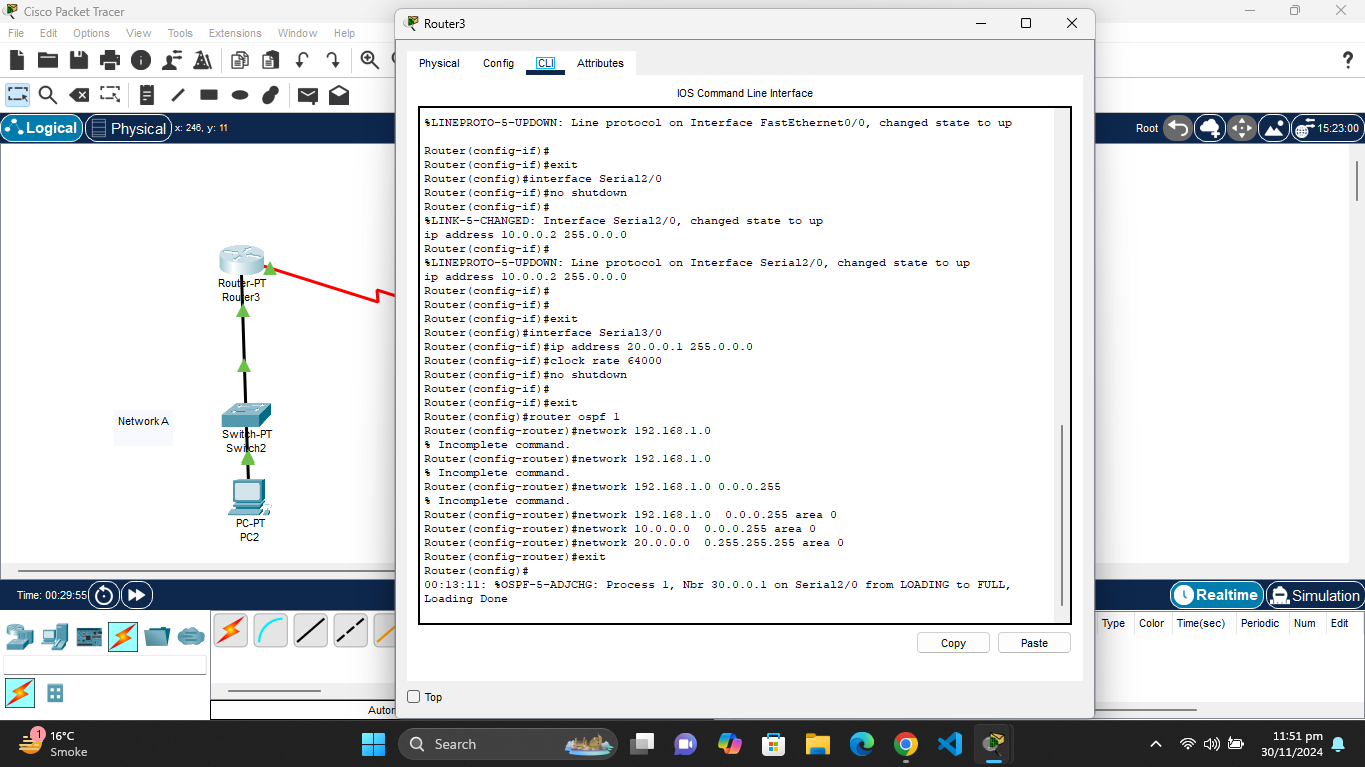 Cisco Packet Tracer
File Edit Options View Tools Extensions Window Help
Logical Physical x: 246, y: 11
Root 15:23:00
Router-PT
Router3
Network A
Switch-PT
Switch2
PC-PT
PC2
Router3
Physical Config CLI Attributes
IOS Command Line Interface
%LINEPROTO-5-UPDOWN: Line protocol on Interface FastEthernet0/0, changed state to up
Router(config-if)#
Router(config-if)#exit
Router(config)#interface Serial2/0
Router(config-if)#no shutdown
Router(config-if)#
%LINK-5-CHANGED: Interface Serial2/0, changed state to up
ip address 10.0.0.2 255.0.0.0
Router(config-if)#
%LINEPROTO-5-UPDOWN: Line protocol on Interface Serial2/0, changed state to up
ip address 10.0.0.2 255.0.0.0
Router(config-if)#
Router(config-if)#
Router(config-if)#exit
Router(config)#interface Serial3/0
Router(config-if)#ip address 20.0.0.1 255.0.0.0
Router(config-if)#clock rate 64000
Router(config-if)#no shutdown
Router(config-if)#
Router(config-if)#exit
Router(config)#router ospf 1
Router(config-router)#network 192.168.1.0
% Incomplete command.
Router(config-router)#network 192.168.1.0
% Incomplete command.
Router(config-router)#network 192.168.1.0 0.0.0.255
% Incomplete command.
Router(config-router)#network 192.168.1.0  0.0.0.255 area 0
Router(config-router)#network 10.0.0.0  0.0.0.255 area 0
Router(config-router)#network 20.0.0.0  0.255.255.255 area 0
Router(config-router)#exit
Router(config)#
00:13:11: %OSPF-5-ADJCHG: Process 1, Nbr 30.0.0.1 on Serial2/0 from LOADING to FULL,
Loading Done
Copy Paste
Top
Time: 00:29:55
Realtime Simulation
Type Color Time(sec) Periodic Num Edit
Autor
1
16°C
Smoke
Search
11:51 pm
30/11/2024